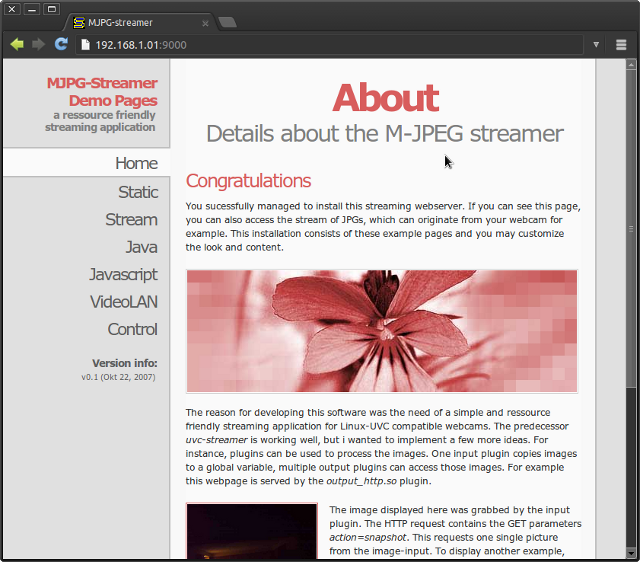 MJPG-streamer
192.168.1.01:9000
MJPG-Streamer
Demo Pages
a ressource friendly
streaming application
Home
Static
Stream
Java
Javascript
VideoLAN
Control
Version info:
v0.1 (Okt 22, 2007)
About
Details about the M-JPEG streamer
Congratulations
You sucessfully managed to install this streaming webserver. If you can see this page,
you can also access the stream of JPGs, which can originate from your webcam for
example. This installation consists of these example pages and you may customize
the look and content.
The reason for developing this software was the need of a simple and ressource
friendly streaming application for Linux-UVC compatible webcams. The predecessor
uvc-streamer is working well, but i wanted to implement a few more ideas. For
instance, plugins can be used to process the images. One input plugin copies images
to a global variable, multiple output plugins can access those images. For example
this webpage is served by the output_http.so plugin.
The image displayed here was grabbed by the input
plugin. The HTTP request contains the GET parameters
action=snapshot. This requests one single picture
from the image-input. To display another example,